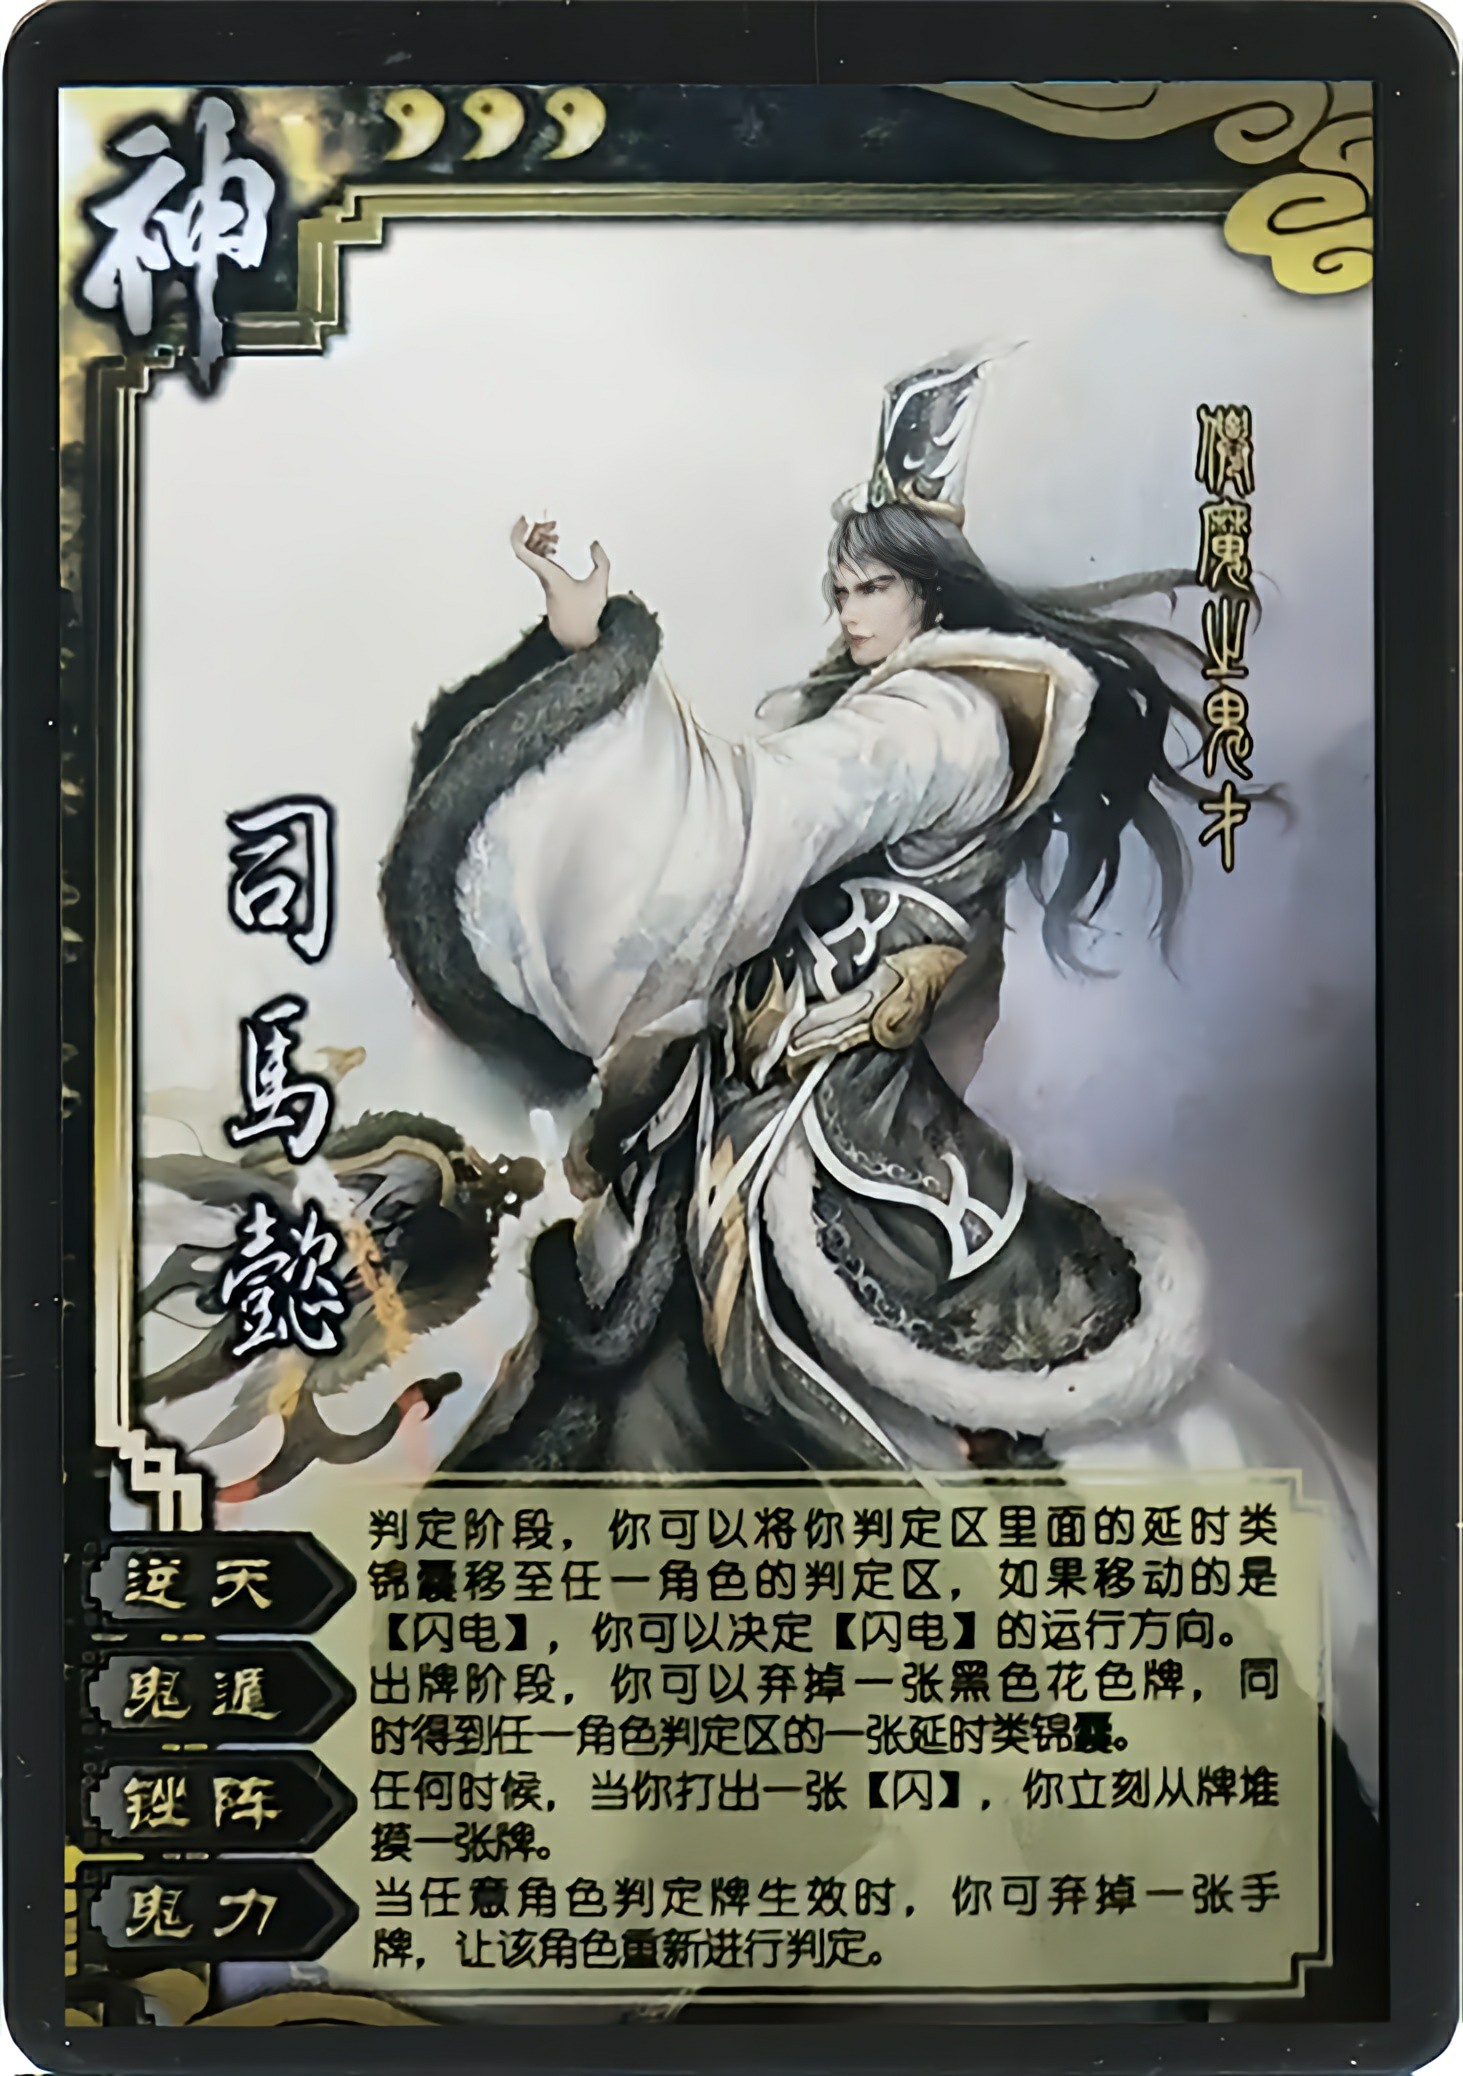 神
傀魔之鬼才
司馬懿
逆天
判定阶段，你可以将你判定区里面的延时类
锦囊移至任一角色的判定区，如果移动的是
【闪电】，你可以决定【闪电】的运行方向。
鬼遁
出牌阶段，你可以弃掉一张黑色花色牌，同
时得到任一角色判定区的一张延时类锦囊。
锉阵
任何时候，当你打出一张【闪】，你立刻从牌堆
摸一张牌。
鬼力
当任意角色判定牌生效时，你可弃掉一张手
牌，让该角色重新进行判定。